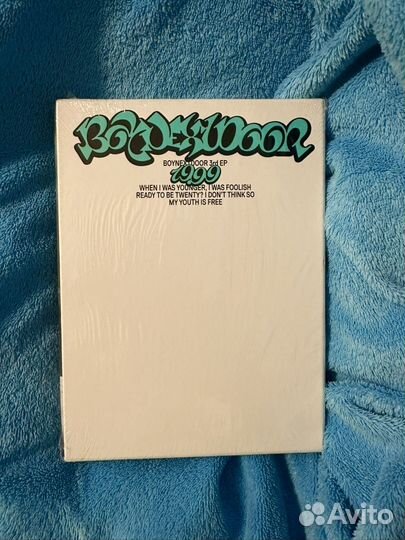 BOYNEXTDOOR
BOYNEXTDOOR 3rd EP
1999
WHEN I WAS YOUNGER, I WAS FOOLISH
READY TO BE TWENTY? I DON'T THINK SO
MY YOUTH IS FREE
Avito